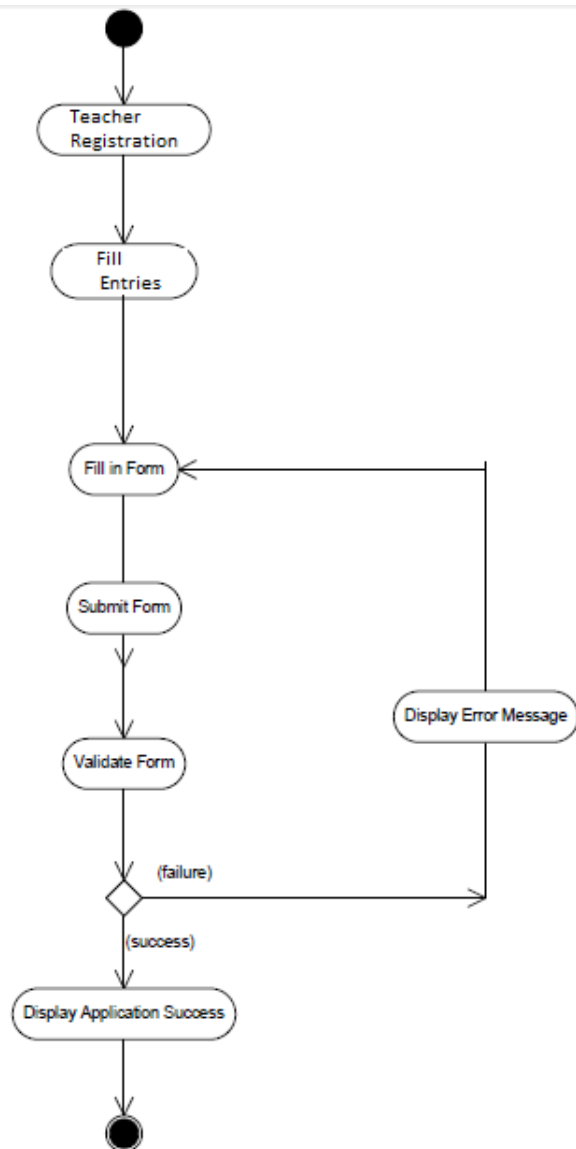 Teacher
Registration
Fill
Entries
Fill in Form
Submit Form
Display Error Message
Validate Form
(failure)
(success)
Display Application Success